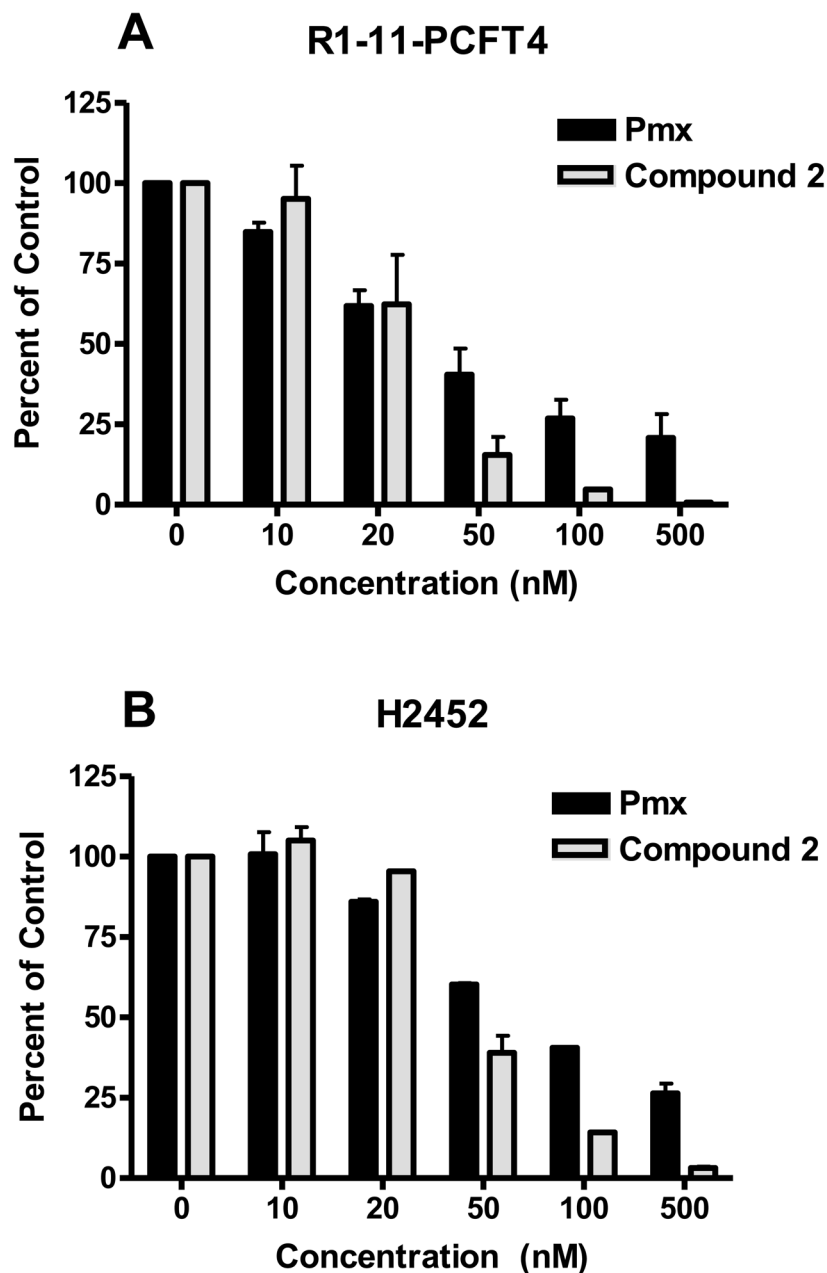 A
R1-11-PCFT4
Percent of Control
125
100
75
50
25
0
Pmx
Compound 2
0 10 20 50 100 500
Concentration (nM)
B
H2452
Percent of Control
125
100
75
50
25
0
Pmx
Compound 2
0 10 20 50 100 500
Concentration (nM)